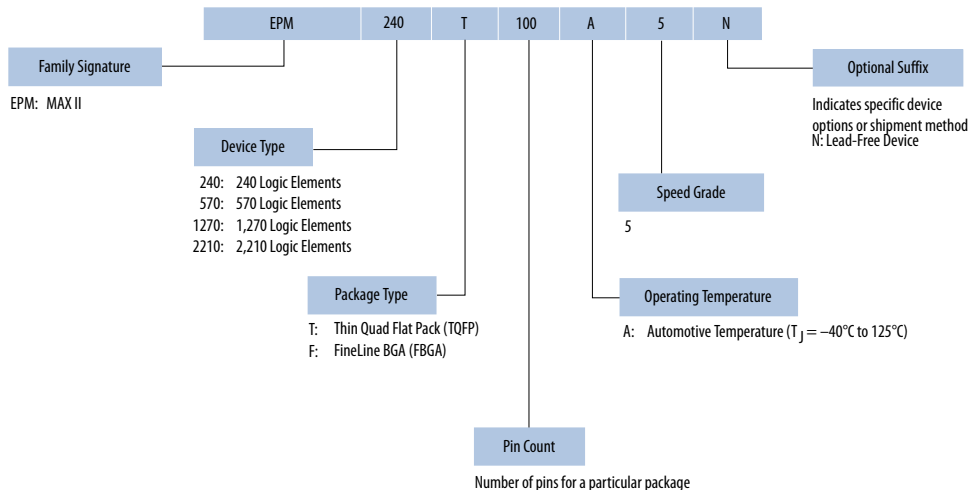 EPM 240 T 100 A 5 N
Family Signature
EPM: MAX II
Optional Suffix
Indicates specific device
options or shipment method
N: Lead-Free Device
Device Type
240: 240 Logic Elements
570: 570 Logic Elements
1270: 1,270 Logic Elements
2210: 2,210 Logic Elements
Speed Grade
5
Package Type
T: Thin Quad Flat Pack (TQFP)
F: FineLine BGA (FBGA)
Operating Temperature
A: Automotive Temperature (TJ = −40°C to 125°C)
Pin Count
Number of pins for a particular package